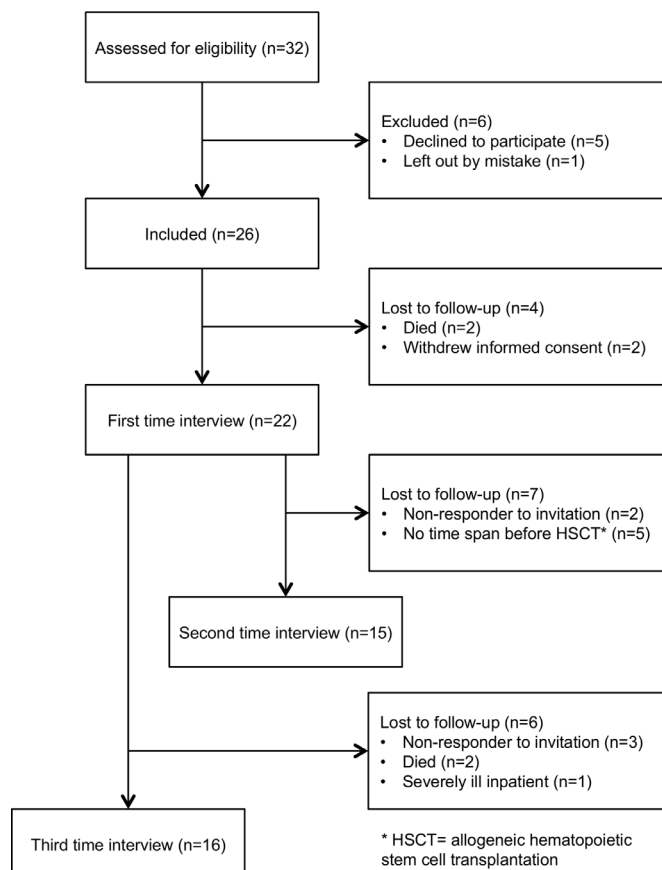 Assessed for eligibility (n=32)
Excluded (n=6)
• Declined to participate (n=5)
• Left out by mistake (n=1)
Included (n=26)
Lost to follow-up (n=4)
• Died (n=2)
• Withdrew informed consent (n=2)
First time interview (n=22)
Lost to follow-up (n=7)
• Non-responder to invitation (n=2)
• No time span before HSCT* (n=5)
Second time interview (n=15)
Lost to follow-up (n=6)
• Non-responder to invitation (n=3)
• Died (n=2)
• Severely ill inpatient (n=1)
Third time interview (n=16)
* HSCT= allogeneic hematopoietic
stem cell transplantation